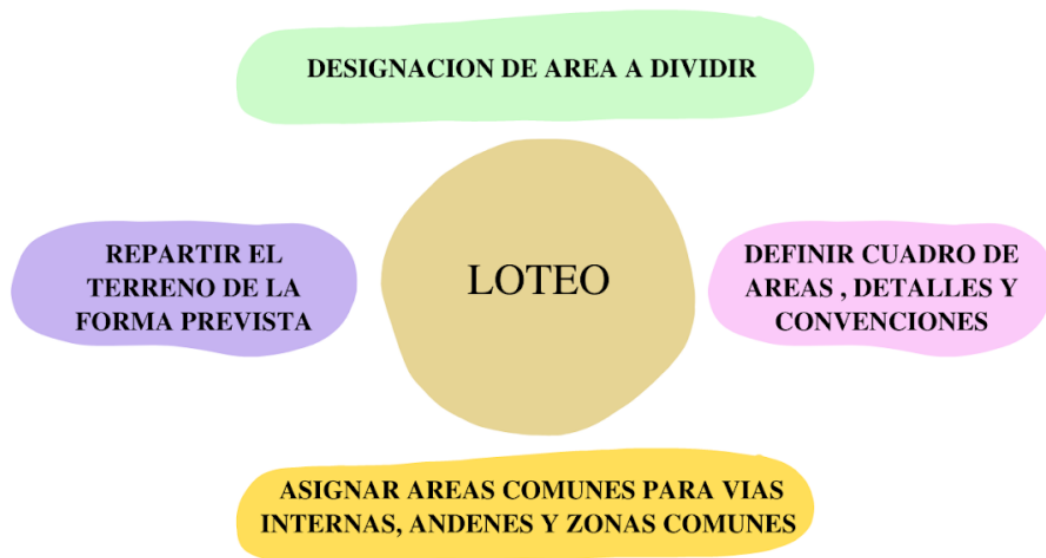 DESIGNACION DE AREA A DIVIDIR
REPARTIR EL
TERRENO DE LA
FORMA PREVISTA
LOTEO
DEFINIR CUADRO DE
AREAS , DETALLES Y
CONVENCIONES
ASIGNAR AREAS COMUNES PARA VIAS
INTERNAS, ANDENES Y ZONAS COMUNES